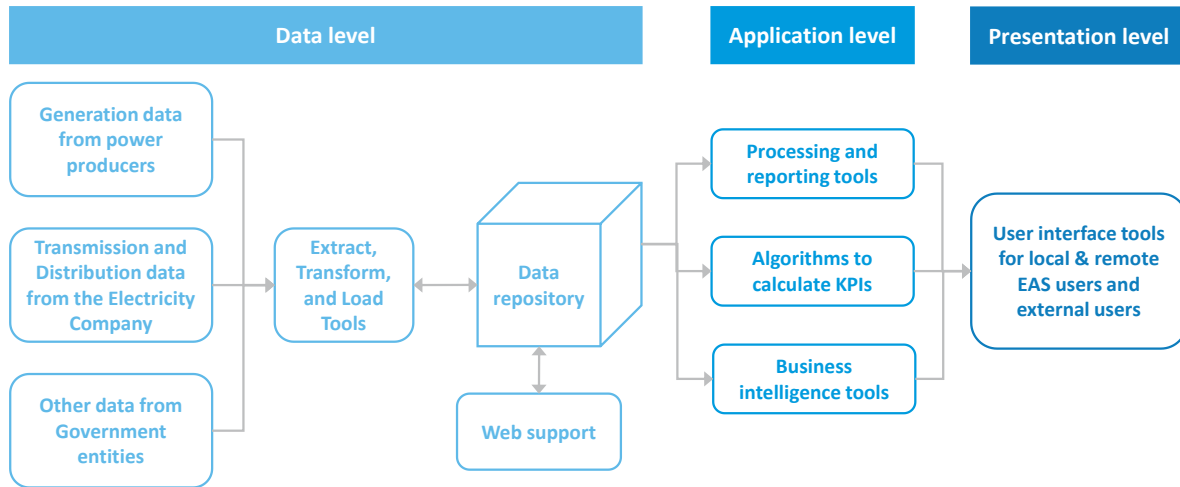 Data level
Application level
Presentation level
Generation data
from power
producers
Transmission and
Distribution data
from the Electricity
Company
Other data from
Government
entities
Extract,
Transform,
and Load
Tools
Data
repository
Web support
Processing and
reporting tools
Algorithms to
calculate KPIs
Business
intelligence tools
User interface tools
for local & remote
EAS users and
external users